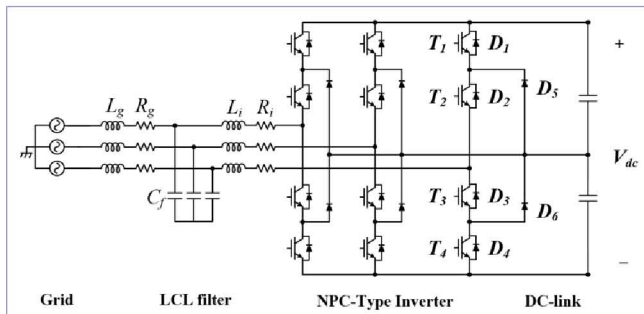 T1 D1
+
T2 D2 D5
Lg Rg Li Ri
Vdc
Cf
T3 D3 D6
T4 D4
−
Grid LCL filter NPC-Type Inverter DC-link